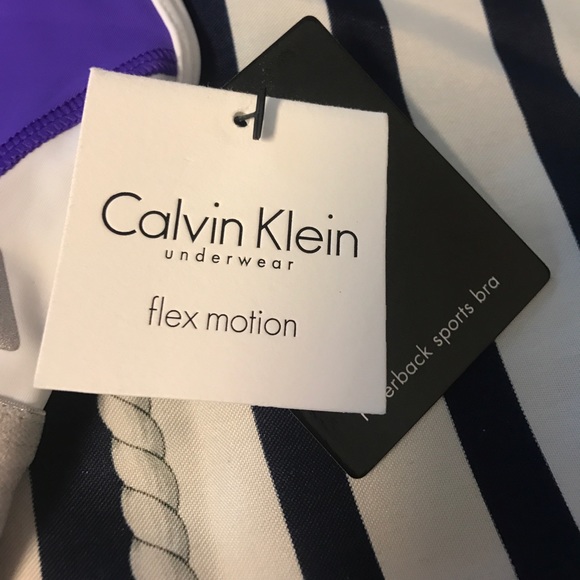 Calvin Klein
underwear
flex motion
sports bra